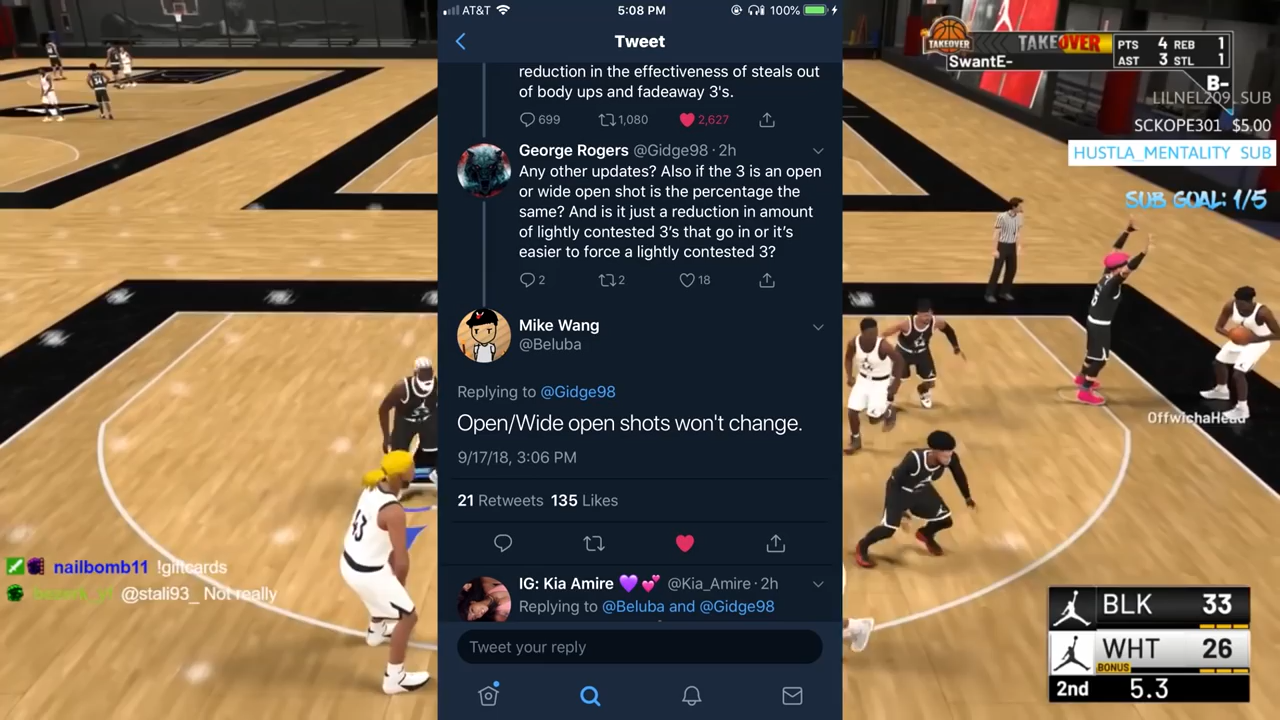 AT&T 5:08 PM 100%
Tweet
reduction in the effectiveness of steals out
of body ups and fadeaway 3's.
699 1,080 2,627
George Rogers @Gidge98 · 2h
Any other updates? Also if the 3 is an open
or wide open shot is the percentage the
same? And is it just a reduction in amount
of lightly contested 3's that go in or it's
easier to force a lightly contested 3?
2 2 18
Mike Wang
@Beluba
Replying to @Gidge98
Open/Wide open shots won't change.
9/17/18, 3:06 PM
21 Retweets 135 Likes
IG: Kia Amire 💜 💕 @Kia_Amire · 2h
Replying to @Beluba and @Gidge98
Tweet your reply
TAKEOVER TAKEOVER PTS 4 REB 1
SwantE- AST 3 STL 1
B-
LILNEL209_ SUB
SCKOPE301 $5.00
HUSTLA_MENTALITY SUB
SUB GOAL: 1/5
OffwichaHead
43
nailbomb11 !giftcards
@stali93_ Not really
BLK 33
WHT 26
BONUS
2nd 5.3